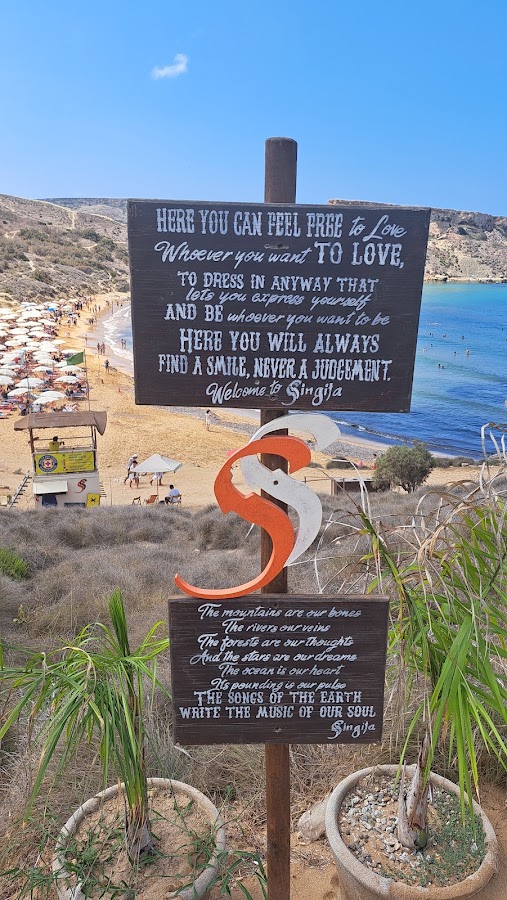 HERE YOU CAN FEEL FREE to Love
Whoever you want TO LOVE,
TO DRESS IN ANYWAY THAT
lets you express yourself
AND BE whoever you want to be
HERE YOU WILL ALWAYS
FIND A SMILE, NEVER A JUDGEMENT.
Welcome to Singita
The mountains are our bones
The rivers our veins
The forests are our thoughts
And the stars are our dreams
The ocean is our heart
It's pounding is our pulse
THE SONGS OF THE EARTH
WRITE THE MUSIC OF OUR SOUL
Singita